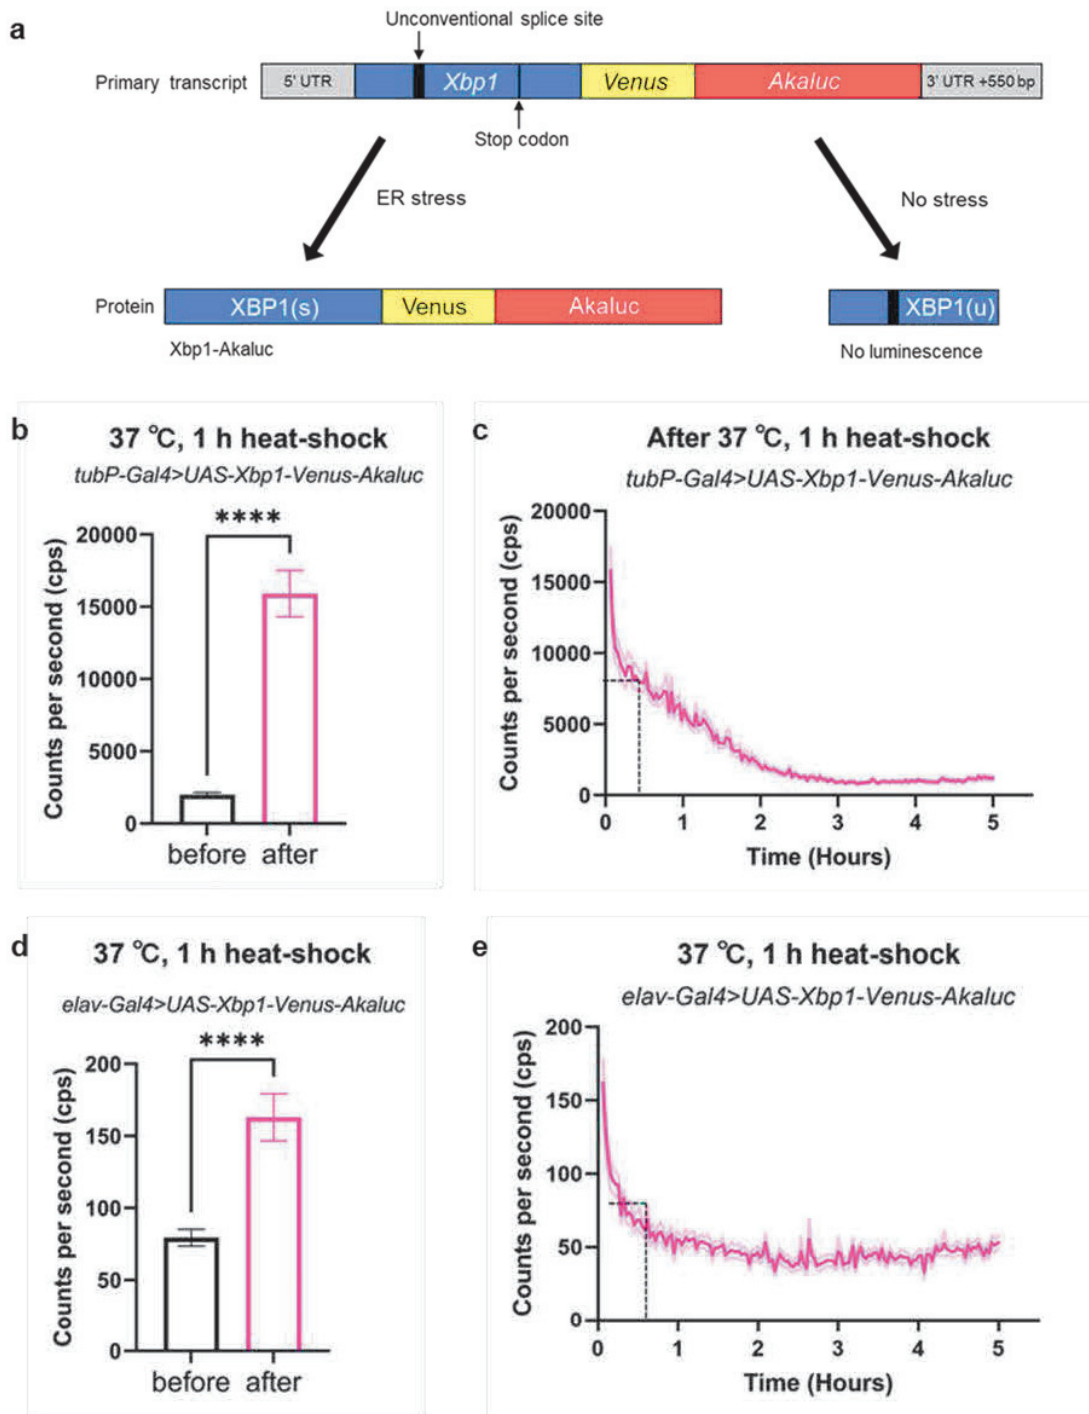 a
Unconventional splice site
Primary transcript
5' UTR
Xbp1
Venus
Akaluc
3' UTR +550 bp
Stop codon
ER stress
No stress
Protein
XBP1(s)
Venus
Akaluc
XBP1(u)
Xbp1-Akaluc
No luminescence
b
37 ℃, 1 h heat-shock
tubP-Gal4>UAS-Xbp1-Venus-Akaluc
****
Counts per second (cps)
20000
15000
10000
5000
0
before after
c
After 37 ℃, 1 h heat-shock
tubP-Gal4>UAS-Xbp1-Venus-Akaluc
Counts per second (cps)
20000
15000
10000
5000
0
0 1 2 3 4 5
Time (Hours)
d
37 ℃, 1 h heat-shock
elav-Gal4>UAS-Xbp1-Venus-Akaluc
****
Counts per second (cps)
200
150
100
50
0
before after
e
37 ℃, 1 h heat-shock
elav-Gal4>UAS-Xbp1-Venus-Akaluc
Counts per second (cps)
200
150
100
50
0
0 1 2 3 4 5
Time (Hours)